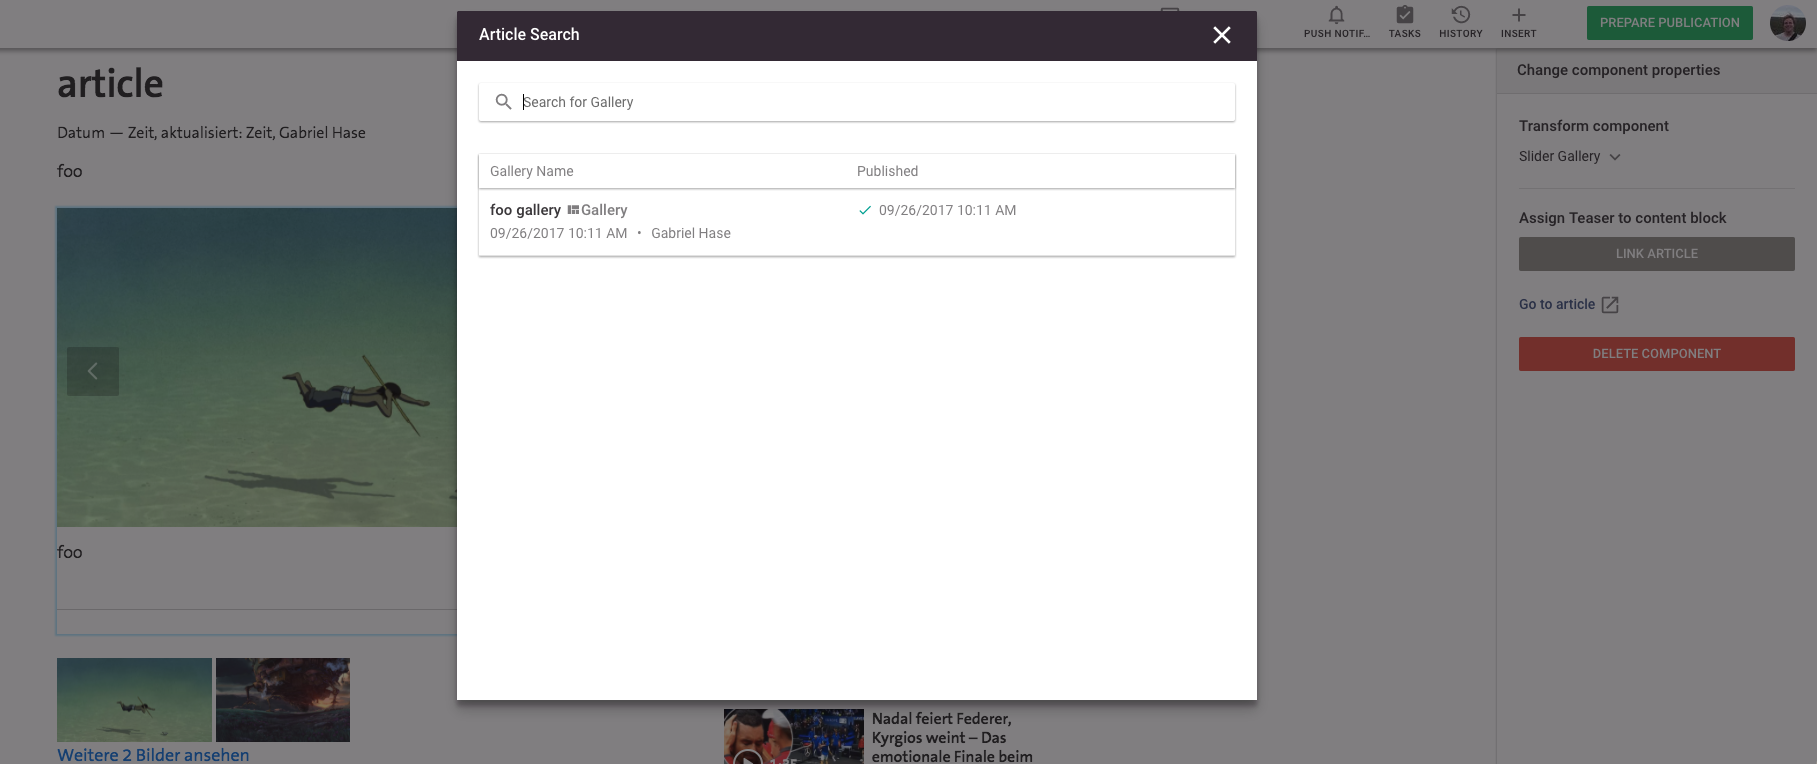 PUSH NOTIF...
TASKS
HISTORY
INSERT
PREPARE PUBLICATION
Article Search
Search for Gallery
Gallery Name
Published
foo gallery Gallery
09/26/2017 10:11 AM
09/26/2017 10:11 AM • Gabriel Hase
article
Datum — Zeit, aktualisiert: Zeit, Gabriel Hase
foo
foo
Weitere 2 Bilder ansehen
Nadal feiert Federer,
Kyrgios weint – Das
emotionale Finale beim
Change component properties
Transform component
Slider Gallery
Assign Teaser to content block
LINK ARTICLE
Go to article
DELETE COMPONENT